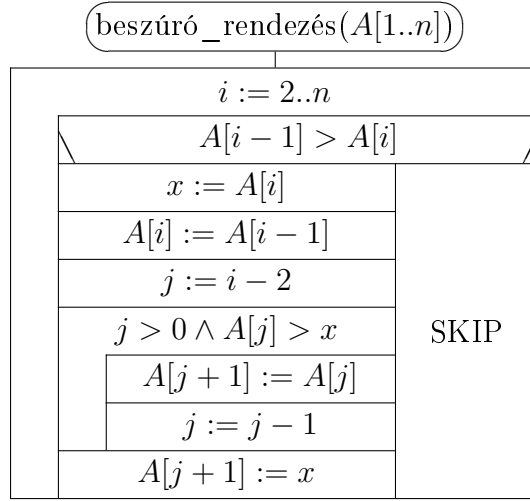 beszúró_rendezés(A[1..n])
i := 2..n
A[i − 1] > A[i]
x := A[i]
A[i] := A[i − 1]
j := i − 2
j > 0 ∧ A[j] > x
SKIP
A[j + 1] := A[j]
j := j − 1
A[j + 1] := x